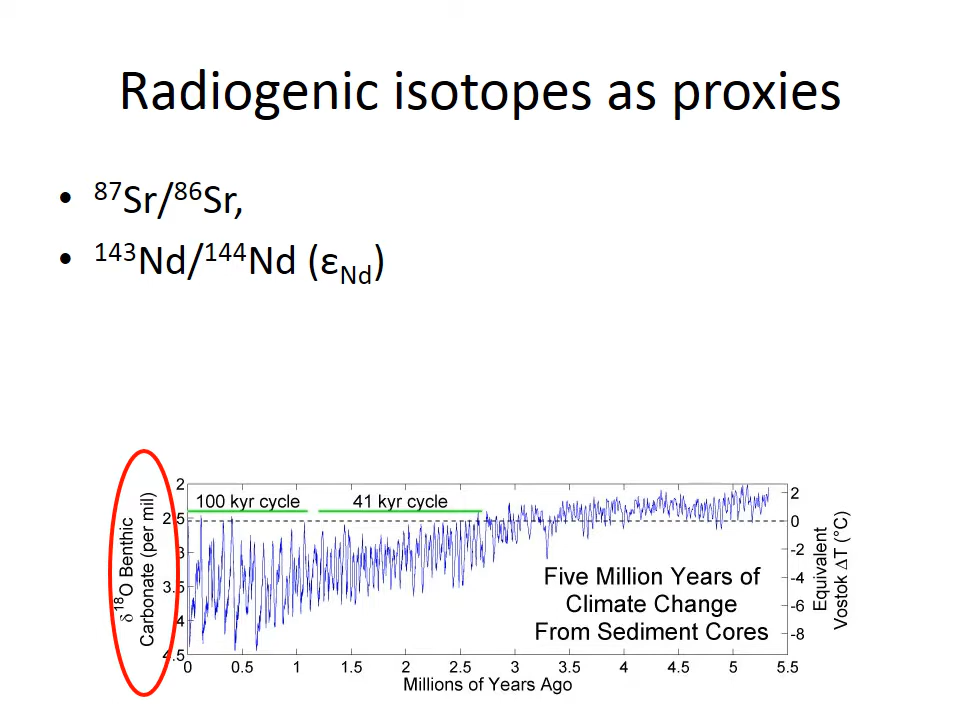 Radiogenic isotopes as proxies
• ⁸⁷Sr/⁸⁶Sr,
• ¹⁴³Nd/¹⁴⁴Nd (εNd)
δ ¹⁸O Benthic
Carbonate (per mil)
2
2.5
3
3.5
4
4.5
100 kyr cycle
41 kyr cycle
Five Million Years of
Climate Change
From Sediment Cores
2
0
-2
-4
-6
-8
Equivalent
Vostok ΔT (°C)
0 0.5 1 1.5 2 2.5 3 3.5 4 4.5 5 5.5
Millions of Years Ago